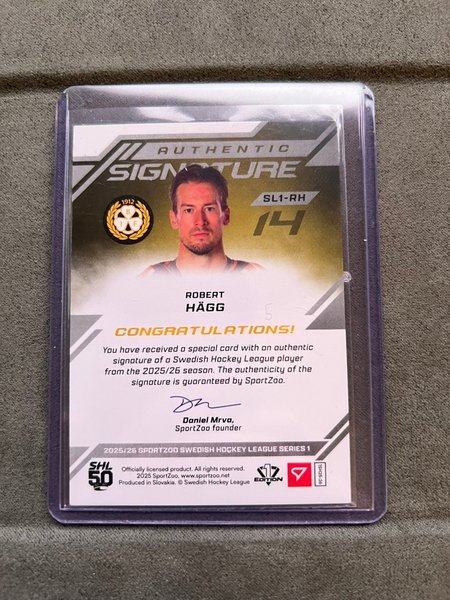 AUTHENTIC
SIGNATURE
SL1-RH
14
1912
ROBERT
HÄGG
5
CONGRATULATIONS!
You have received a special card with an authentic
signature of a Swedish Hockey League player
from the 2025/26 season. The authenticity of the
signature is guaranteed by SportZoo.
Daniel Mrva,
SportZoo founder
2025/26 SPORTZOO SWEDISH HOCKEY LEAGUE SERIES 1
SHL
50
Officially licensed product. All rights reserved.
2025 SportZoo, www.sportzoo.net
Produced in Slovakia. © Swedish Hockey League
EDITION